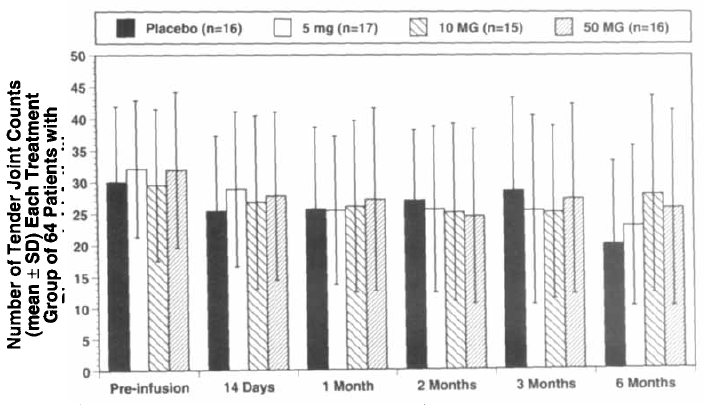 Placebo (n=16) 5 mg (n=17) 10 MG (n=15) 50 MG (n=16)
Number of Tender Joint Counts
(mean ± SD) Each Treatment
Group of 64 Patients with
50
45
40
35
30
25
20
15
10
5
0
Pre-infusion 14 Days 1 Month 2 Months 3 Months 6 Months